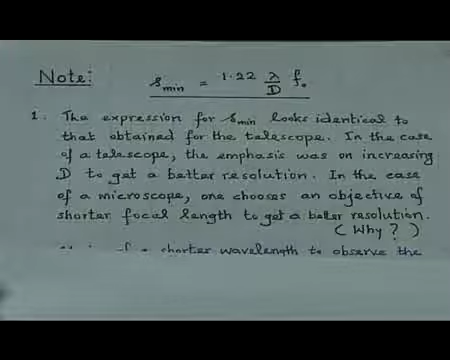 Note: s_min = 1.22 λ/D f₀
1. The expression for s_min looks identical to
that obtained for the telescope. In the case
of a telescope, the emphasis was on increasing
D to get a better resolution. In the case
of a microscope, one chooses an objective of
shorter focal length to get a better resolution.
(Why?)
shorter wavelength to observe the